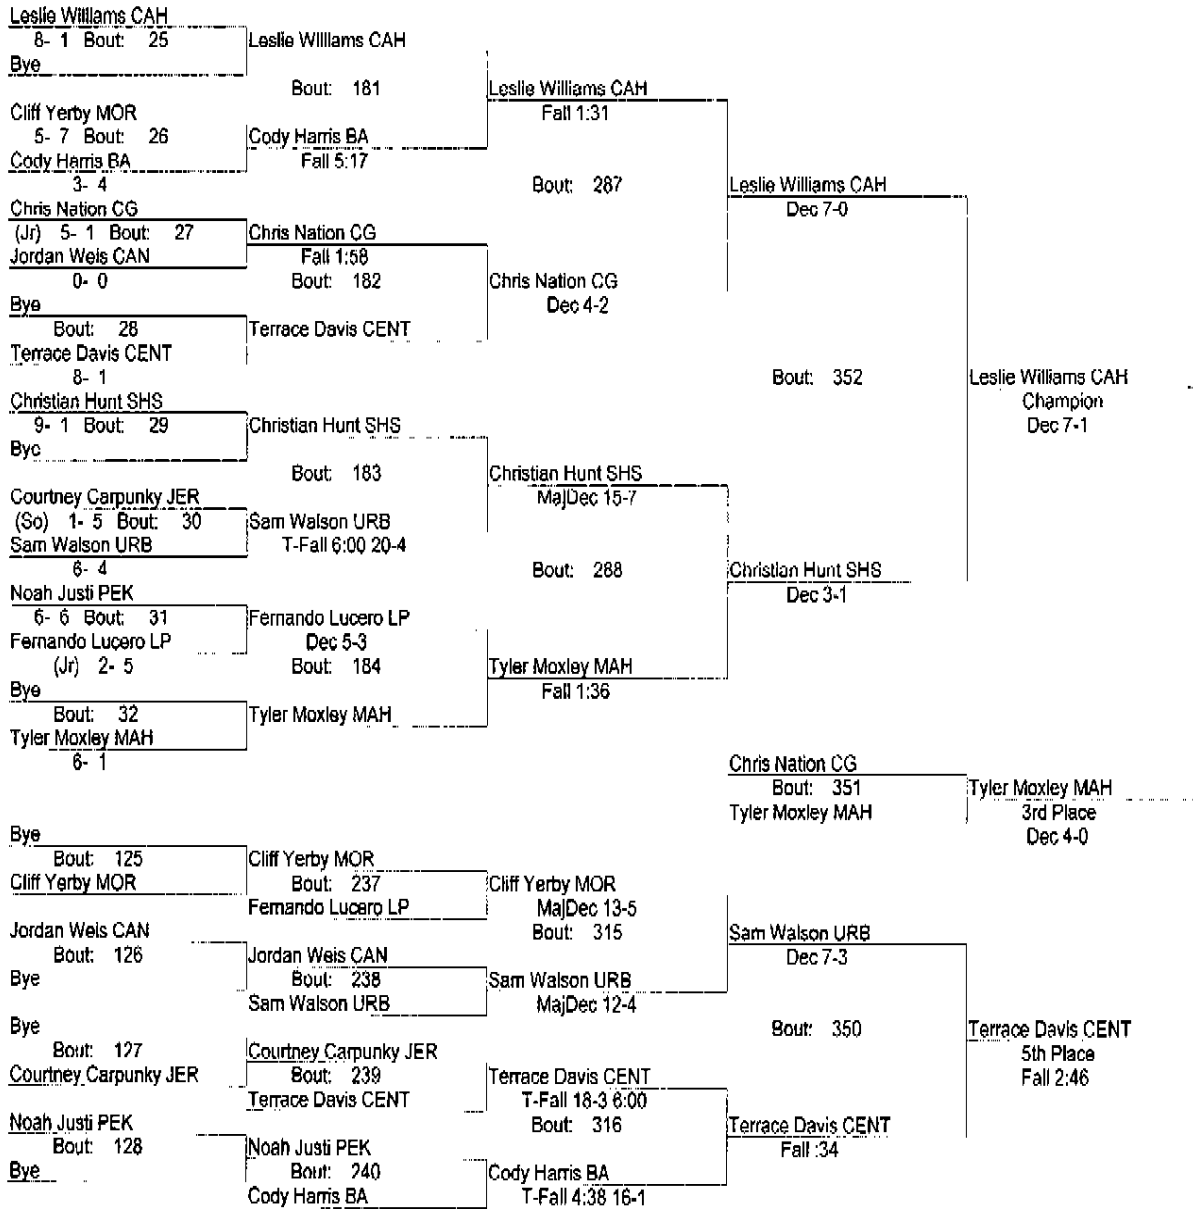 Leslie Williams CAH
8- 1 Bout: 25
Leslie Williams CAH
Bye
Bout: 181
Leslie Williams CAH
Fall 1:31
Cliff Yerby MOR
5- 7 Bout: 26
Cody Harris BA
Fall 5:17
Cody Harris BA
3- 4
Bout: 287
Leslie Williams CAH
Dec 7-0
Chris Nation CG
(Jr) 5- 1 Bout: 27
Chris Nation CG
Fall 1:58
Jordan Weis CAN
0- 0
Bout: 182
Chris Nation CG
Dec 4-2
Bye
Bout: 28
Terrace Davis CENT
Terrace Davis CENT
8- 1
Bout: 352
Leslie Williams CAH
Champion
Dec 7-1
Christian Hunt SHS
9- 1 Bout: 29
Christian Hunt SHS
Bye
Bout: 183
Christian Hunt SHS
MajDec 15-7
Courtney Carpunky JER
(So) 1- 5 Bout: 30
Sam Walson URB
T-Fall 6:00 20-4
Sam Walson URB
6- 4
Bout: 288
Christian Hunt SHS
Dec 3-1
Noah Justi PEK
6- 6 Bout: 31
Fernando Lucero LP
Dec 5-3
Fernando Lucero LP
(Jr) 2- 5
Bout: 184
Tyler Moxley MAH
Fall 1:36
Bye
Bout: 32
Tyler Moxley MAH
Tyler Moxley MAH
6- 1
Chris Nation CG
Bout: 351
Tyler Moxley MAH
Tyler Moxley MAH
3rd Place
Dec 4-0
Bye
Bout: 125
Cliff Yerby MOR
Cliff Yerby MOR
Bout: 237
Fernando Lucero LP
Cliff Yerby MOR
MajDec 13-5
Bout: 315
Sam Walson URB
Dec 7-3
Jordan Weis CAN
Bout: 126
Bye
Jordan Weis CAN
Bout: 238
Sam Walson URB
Sam Walson URB
MajDec 12-4
Bout: 350
Terrace Davis CENT
5th Place
Fall 2:46
Bye
Bout: 127
Courtney Carpunky JER
Courtney Carpunky JER
Bout: 239
Terrace Davis CENT
Terrace Davis CENT
T-Fall 18-3 6:00
Bout: 316
Terrace Davis CENT
Fall :34
Noah Justi PEK
Bout: 128
Bye
Noah Justi PEK
Bout: 240
Cody Harris BA
Cody Harris BA
T-Fall 4:38 16-1